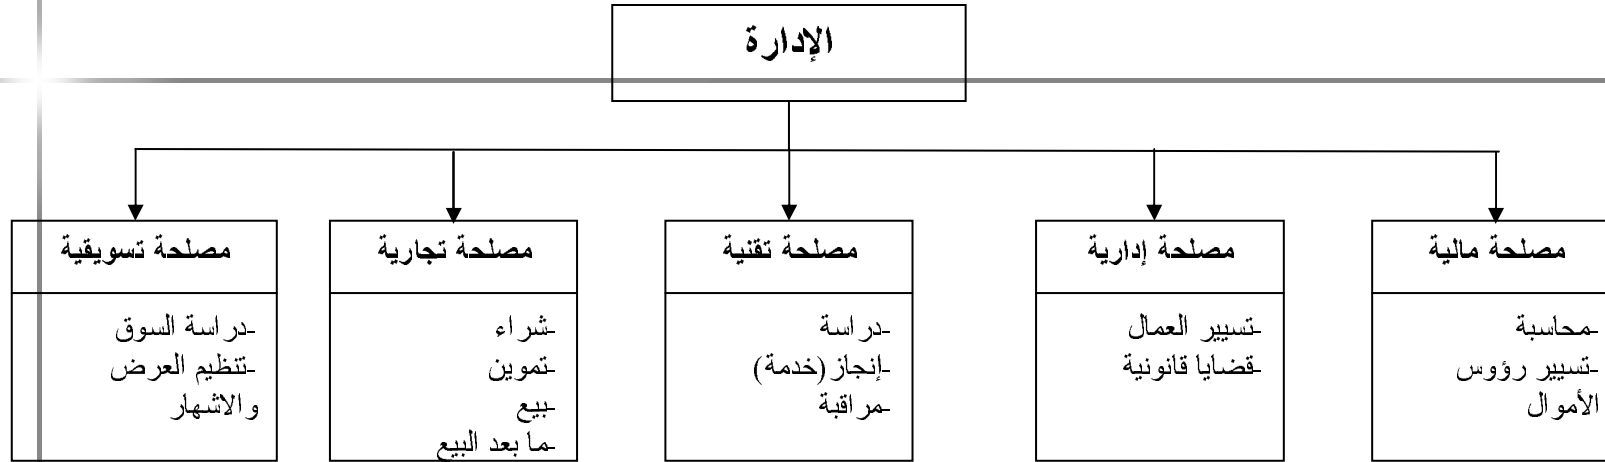 الإدارة
مصلحة مالية
-محاسبة
-تسيير رؤوس
الأموال
مصلحة إدارية
-تسيير العمال
-قضايا قانونية
مصلحة تقنية
-دراسة
-إنجاز(خدمة)
-مراقبة
مصلحة تجارية
-شراء
-تموين
-بيع
-ما بعد البيع
مصلحة تسويقية
-دراسة السوق
-تنظيم العرض
والاشهار